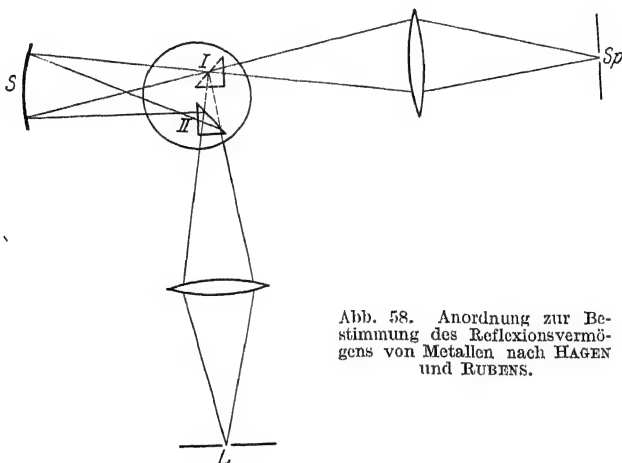 I
S
Sp
II
Abb. 58. Anordnung zur Be-
stimmung des Reflexionsvermö-
gens von Metallen nach HAGEN
und RUBENS.
L